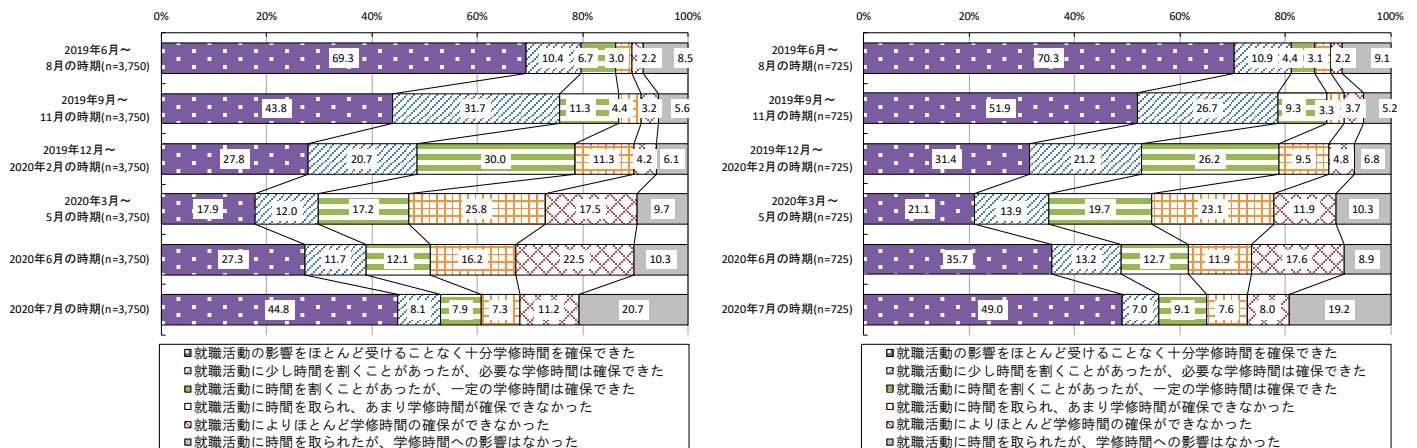 0% 20% 40% 60% 80% 100%
2019年6月～
8月の時期(n=3,750)
69.3 10.4 6.7 3.0 2.2 8.5
2019年9月～
11月の時期(n=3,750)
43.8 31.7 11.3 4.4 3.2 5.6
2019年12月～
2020年2月の時期(n=3,750)
27.8 20.7 30.0 11.3 4.2 6.1
2020年3月～
5月の時期(n=3,750)
17.9 12.0 17.2 25.8 17.5 9.7
2020年6月の時期(n=3,750)
27.3 11.7 12.1 16.2 22.5 10.3
2020年7月の時期(n=3,750)
44.8 8.1 7.9 7.3 11.2 20.7
就職活動の影響をほとんど受けることなく十分学修時間を確保できた
就職活動に少し時間を割くことがあったが、必要な学修時間は確保できた
就職活動に時間を割くことがあったが、一定の学修時間は確保できた
就職活動に時間を取られ、あまり学修時間が確保できなかった
就職活動によりほとんど学修時間の確保ができなかった
就職活動に時間を取られたが、学修時間への影響はなかった
0% 20% 40% 60% 80% 100%
2019年6月～
8月の時期(n=725)
70.3 10.9 4.4 3.1 2.2 9.1
2019年9月～
11月の時期(n=725)
51.9 26.7 9.3 3.3 3.7 5.2
2019年12月～
2020年2月の時期(n=725)
31.4 21.2 26.2 9.5 4.8 6.8
2020年3月～
5月の時期(n=725)
21.1 13.9 19.7 23.1 11.9 10.3
2020年6月の時期(n=725)
35.7 13.2 12.7 11.9 17.6 8.9
2020年7月の時期(n=725)
49.0 7.0 9.1 7.6 8.0 19.2
就職活動の影響をほとんど受けることなく十分学修時間を確保できた
就職活動に少し時間を割くことがあったが、必要な学修時間は確保できた
就職活動に時間を割くことがあったが、一定の学修時間は確保できた
就職活動に時間を取られ、あまり学修時間が確保できなかった
就職活動によりほとんど学修時間の確保ができなかった
就職活動に時間を取られたが、学修時間への影響はなかった